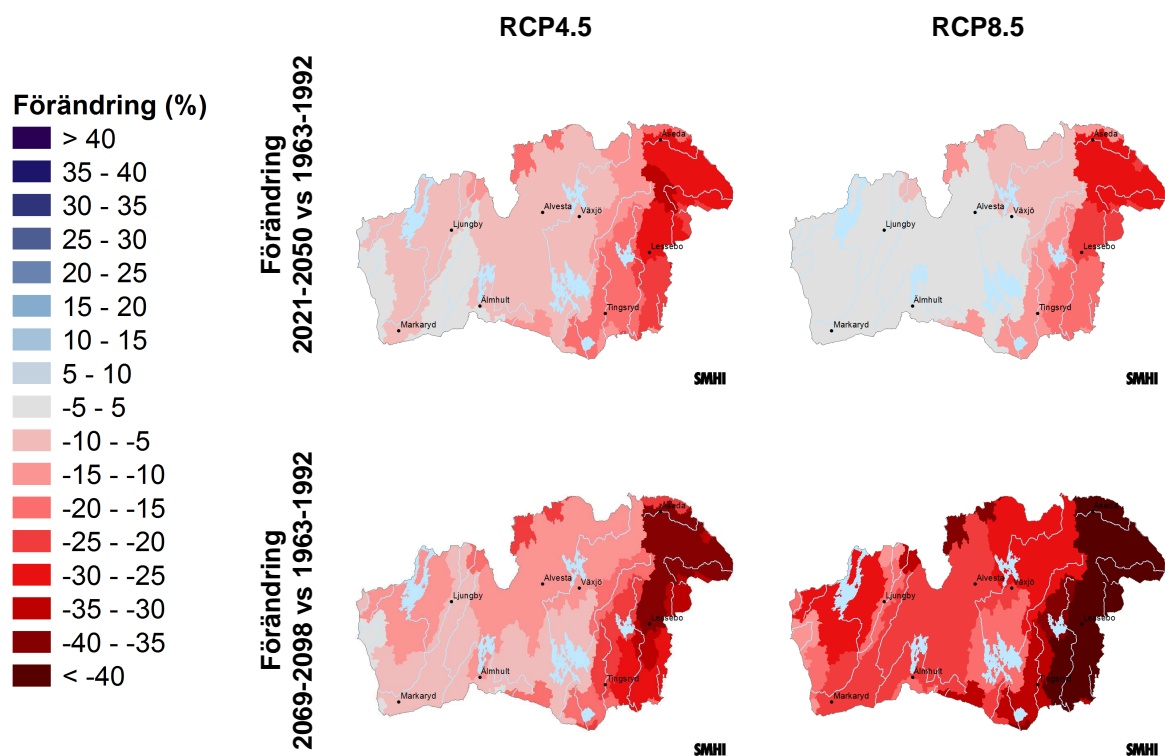 RCP4.5
RCP8.5
Förändring (%)
> 40
35 - 40
30 - 35
25 - 30
20 - 25
15 - 20
10 - 15
5 - 10
-5 - 5
-10 - -5
-15 - -10
-20 - -15
-25 - -20
-30 - -25
-35 - -30
-40 - -35
< -40
Förändring
2021-2050 vs 1963-1992
Åseda
Alvesta
Växjö
Ljungby
Lessebo
Älmhult
Tingsryd
Markaryd
SMHI
Åseda
Alvesta
Växjö
Ljungby
Lessebo
Älmhult
Tingsryd
Markaryd
SMHI
Förändring
2069-2098 vs 1963-1992
Åseda
Alvesta
Växjö
Ljungby
Lessebo
Älmhult
Tingsryd
Markaryd
SMHI
Åseda
Alvesta
Växjö
Ljungby
Lessebo
Älmhult
Tingsryd
Markaryd
SMHI